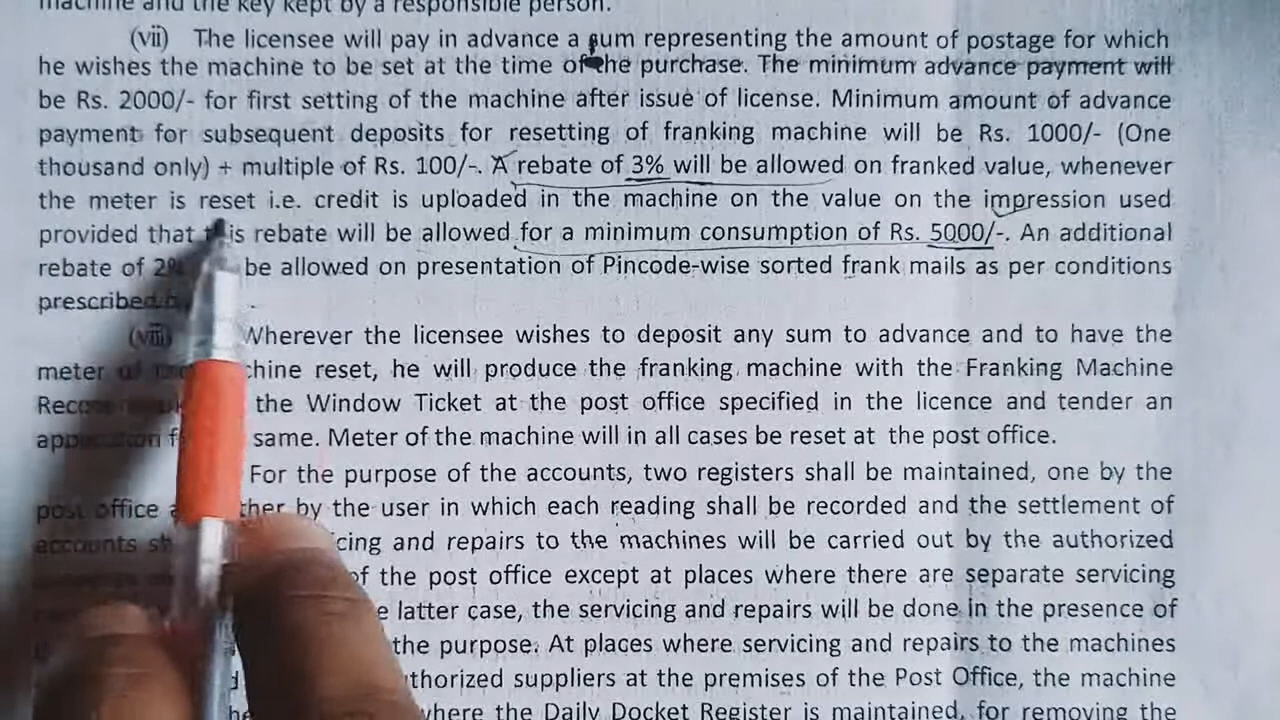 machine and the key kept by a responsible person.
(vii) The licensee will pay in advance a sum representing the amount of postage for which
he wishes the machine to be set at the time of the purchase. The minimum advance payment will
be Rs. 2000/- for first setting of the machine after issue of license. Minimum amount of advance
payment for subsequent deposits for resetting of franking machine will be Rs. 1000/- (One
thousand only) + multiple of Rs. 100/-. A rebate of 3% will be allowed on franked value, whenever
the meter is reset i.e. credit is uploaded in the machine on the value on the impression used
provided that this rebate will be allowed for a minimum consumption of Rs. 5000/-. An additional
rebate of 2% be allowed on presentation of Pincode-wise sorted frank mails as per conditions
prescribed
(viii) Wherever the licensee wishes to deposit any sum to advance and to have the
meter chine reset, he will produce the franking machine with the Franking Machine
the Window Ticket at the post office specified in the licence and tender an
application same. Meter of the machine will in all cases be reset at the post office.
For the purpose of the accounts, two registers shall be maintained, one by the
post office ther by the user in which each reading shall be recorded and the settlement of
accounts cing and repairs to the machines will be carried out by the authorized
of the post office except at places where there are separate servicing
latter case, the servicing and repairs will be done in the presence of
the purpose. At places where servicing and repairs to the machines
thorized suppliers at the premises of the Post Office, the machine
where the Daily Docket Register is maintained, for removing the